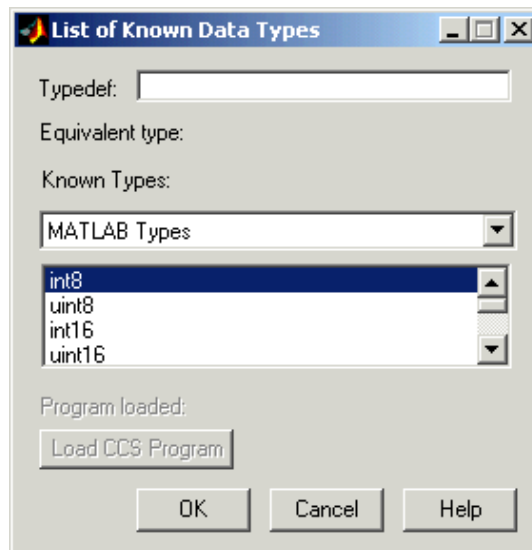 List of Known Data Types
Typedef:
Equivalent type:
Known Types:
MATLAB Types
int8
uint8
int16
uint16
Program loaded:
Load CCS Program
OK Cancel Help